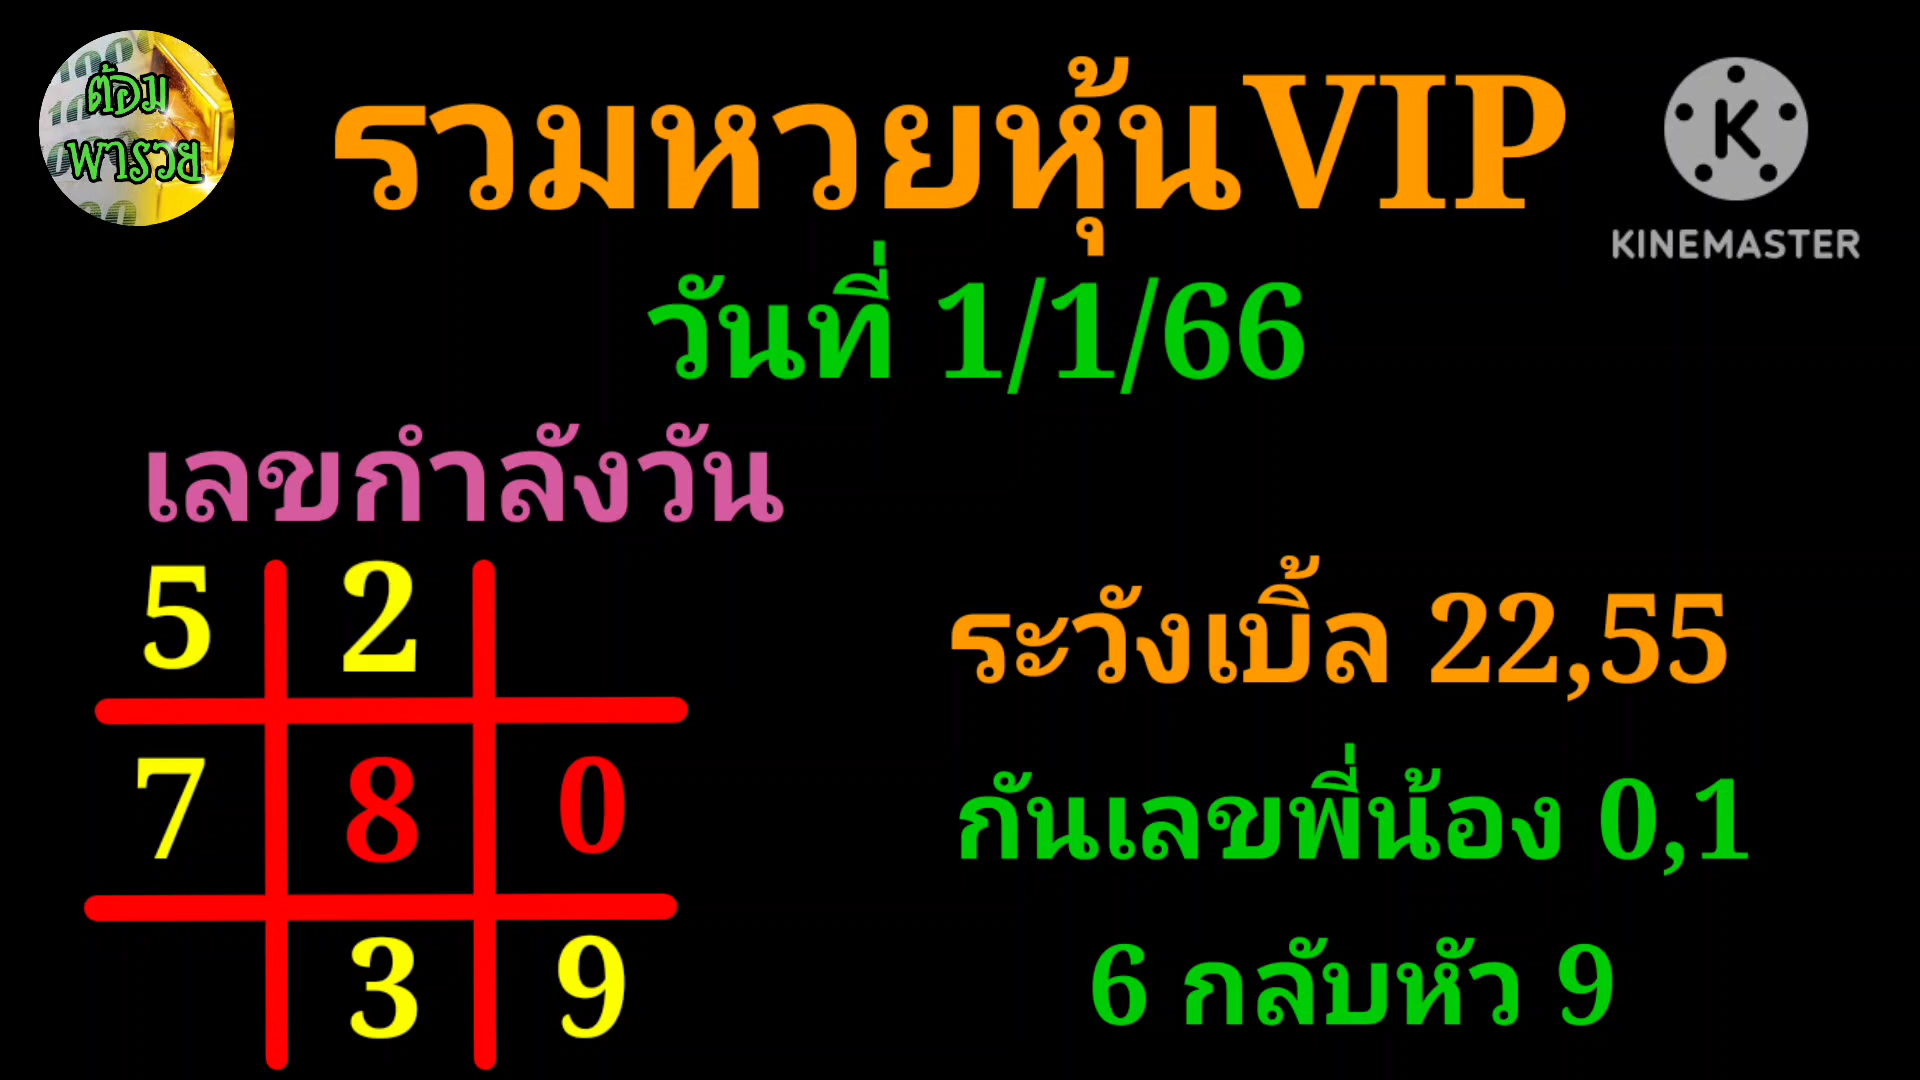 ต้อม
พารวย
รวมหวยหุ้นVIP
K
KINEMASTER
วันที่ 1/1/66
เลขกำลังวัน
5 2
7 8 0
3 9
ระวังเบิ้ล 22,55
กันเลขพี่น้อง 0,1
6 กลับหัว 9